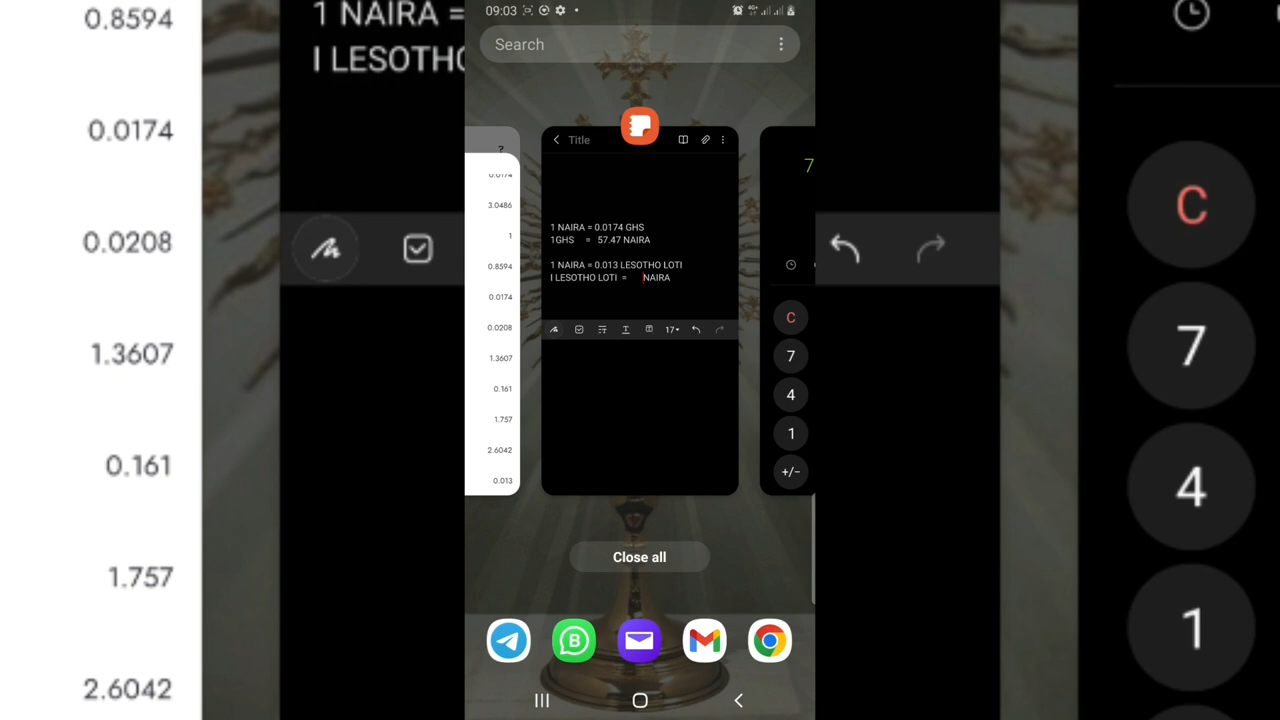 0.8594
0.0174
0.0208
1.3607
0.161
1.757
2.6042
1 NAIRA =
I LESOTHO
09:03
Search
?
0.0174
3.0486
1
0.8594
0.0174
0.0208
1.3607
0.161
1.757
2.6042
0.013
Title
1 NAIRA = 0.0174 GHS
1GHS = 57.47 NAIRA
1 NAIRA = 0.013 LESOTHO LOTI
I LESOTHO LOTI = NAIRA
17
7
C
7
4
1
+/−
Close all
C
7
4
1